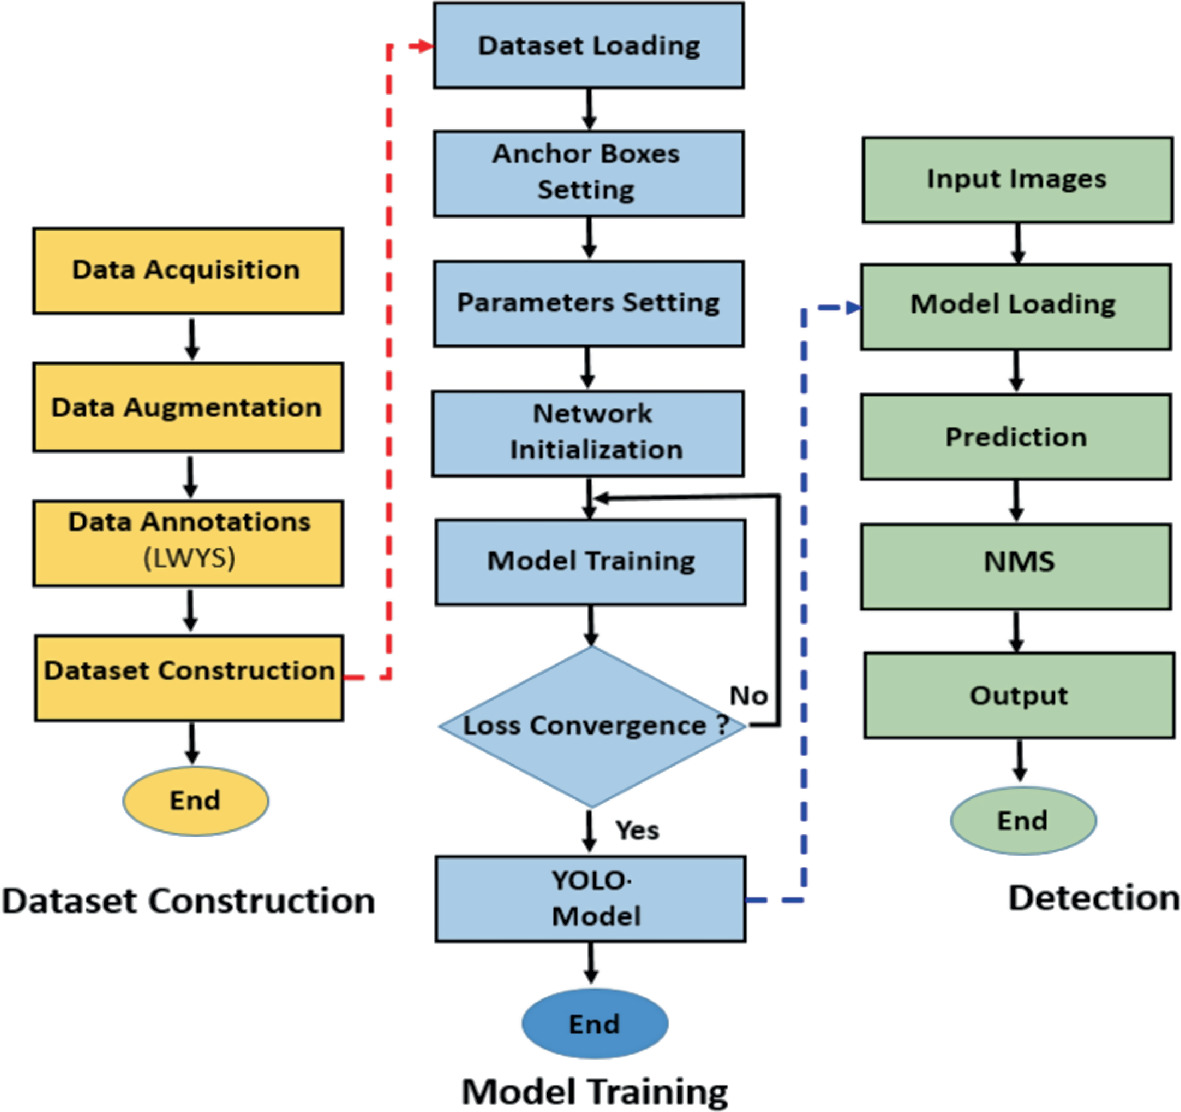 Data Acquisition
Data Augmentation
Data Annotations
(LWYS)
Dataset Construction
End
Dataset Construction
Dataset Loading
Anchor Boxes
Setting
Parameters Setting
Network
Initialization
Model Training
Loss Convergence ?
No
Yes
YOLO·
Model
End
Model Training
Input Images
Model Loading
Prediction
NMS
Output
End
Detection